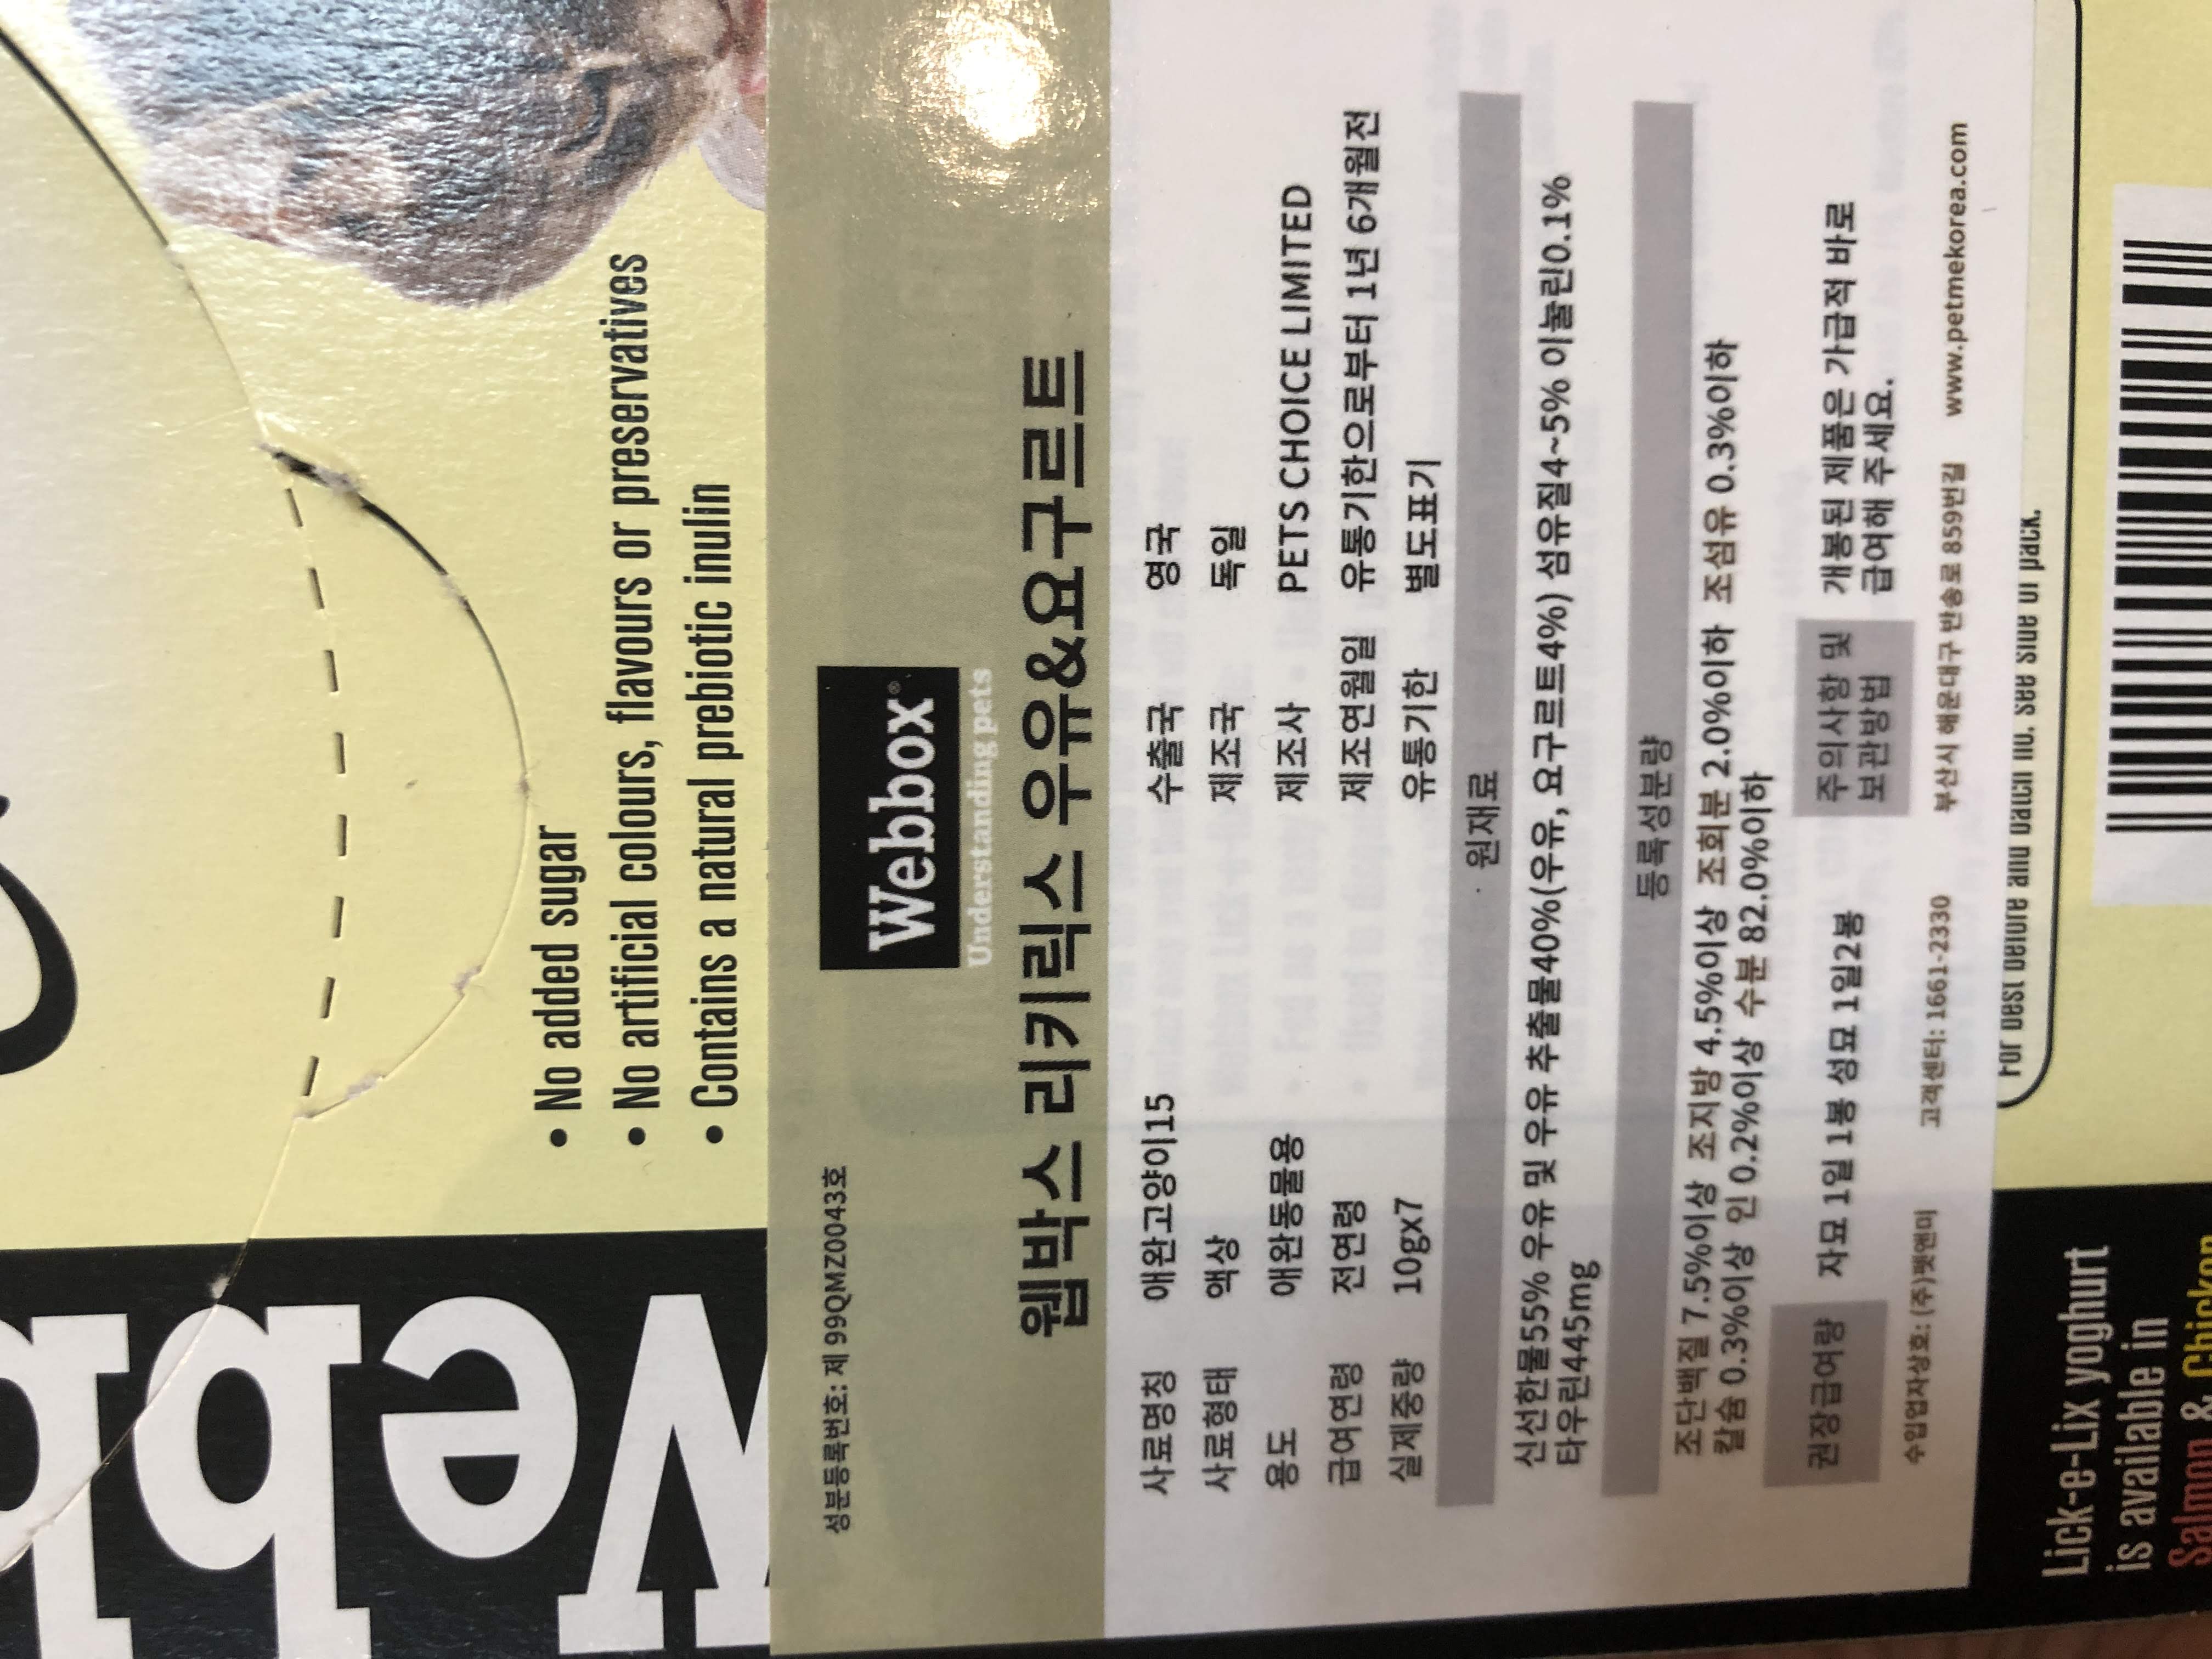 Webb
• No added sugar
• No artificial colours, flavours or preservatives
• Contains a natural prebiotic inulin
성분등록번호: 제 99QMZ0043호
Webbox®
Understanding pets
웹박스 리키릭스 우유&요구르트
사료명칭 애완고양이15 수출국 영국
사료형태 액상 제조국 독일
용도 애완동물용 제조사 PETS CHOICE LIMITED
급여연령 전연령 제조연월일 유통기한으로부터 1년 6개월전
실제중량 10gx7 유통기한 별도표기
원재료
신선한물55% 우유 및 우유 추출물40%(우유, 요구르트4%) 섬유질4~5% 이눌린0.1%
타우린445mg
등록성분량
조단백질 7.5%이상 조지방 4.5%이상 조회분 2.0%이하 조섬유 0.3%이하
칼슘 0.3%이상 인 0.2%이상 수분 82.0%이하
권장급여량 자묘 1일 1봉 성묘 1일2봉
주의사항 및
보관방법
개봉된 제품은 가급적 바로
급여해 주세요.
수입업자상호: (주)펫앤미 고객센터: 1661-2330 부산시 해운대구 반송로 859번길 www.petmekorea.com
For best before and batch no. see side of pack.
Lick-e-Lix yoghurt
is available in
Salmon & Chicken